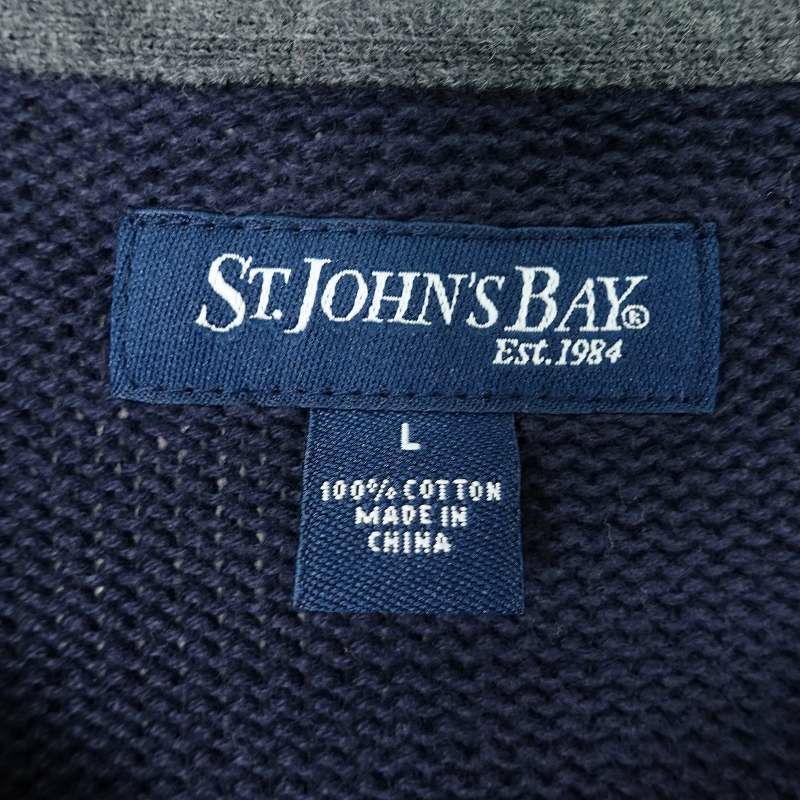 ST. JOHN'S BAY®
Est. 1984
L
100% COTTON
MADE IN
CHINA